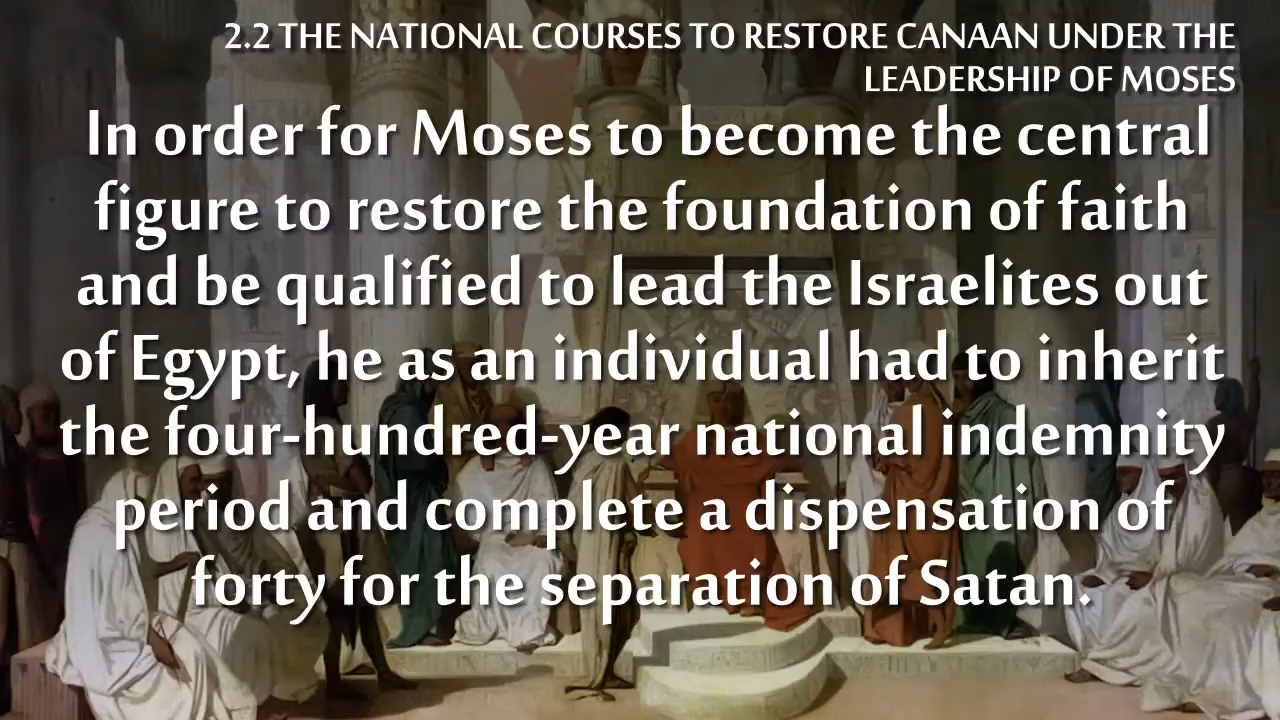 2.2 THE NATIONAL COURSES TO RESTORE CANAAN UNDER THE
LEADERSHIP OF MOSES
In order for Moses to become the central
figure to restore the foundation of faith
and be qualified to lead the Israelites out
of Egypt, he as an individual had to inherit
the four-hundred-year national indemnity
period and complete a dispensation of
forty for the separation of Satan.